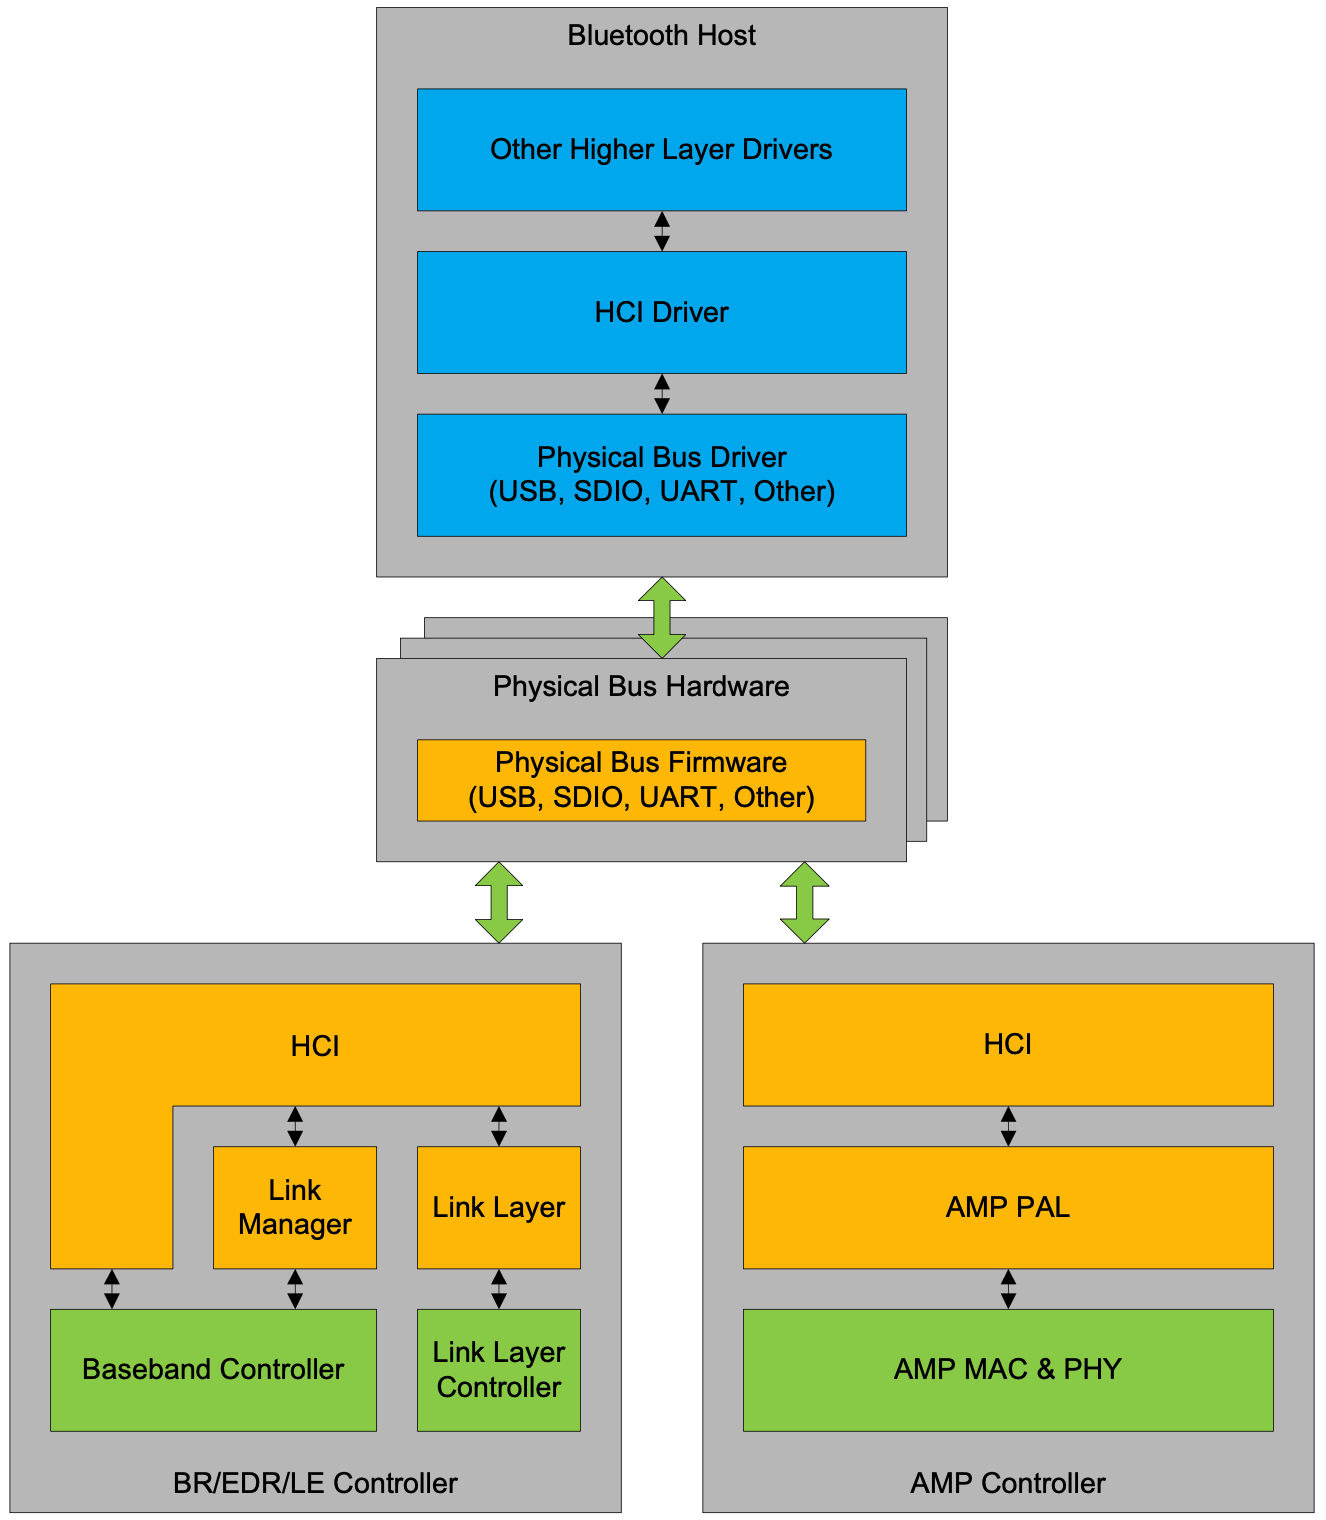 Bluetooth Host
Other Higher Layer Drivers
HCI Driver
Physical Bus Driver
(USB, SDIO, UART, Other)
Physical Bus Hardware
Physical Bus Firmware
(USB, SDIO, UART, Other)
HCI
Link
Manager
Link Layer
Baseband Controller
Link Layer
Controller
BR/EDR/LE Controller
HCI
AMP PAL
AMP MAC & PHY
AMP Controller